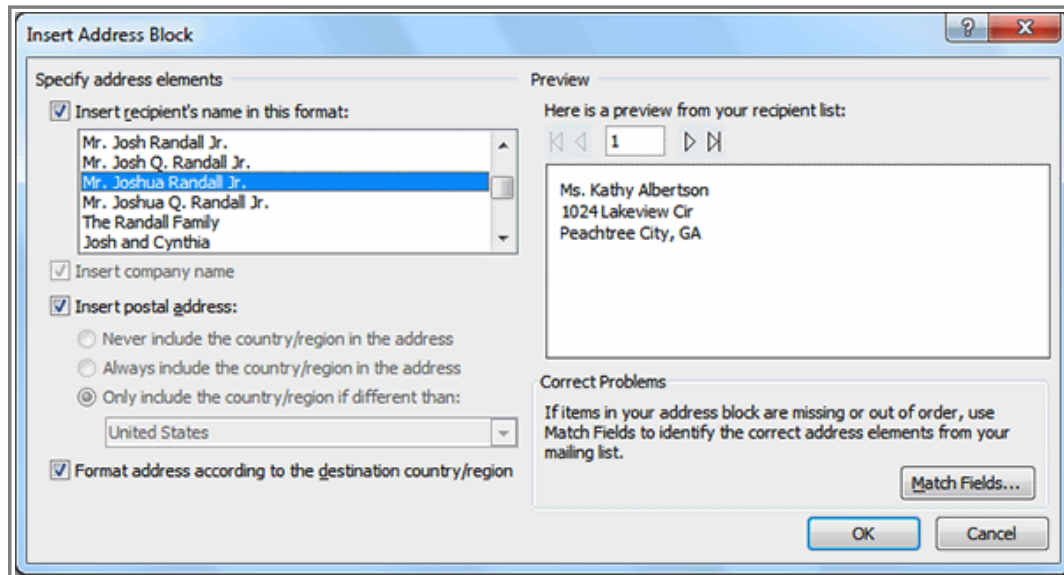 Insert Address Block
Specify address elements
Insert recipient's name in this format:
Mr. Josh Randall Jr.
Mr. Josh Q. Randall Jr.
Mr. Joshua Randall Jr.
Mr. Joshua Q. Randall Jr.
The Randall Family
Josh and Cynthia
Insert company name
Insert postal address:
Never include the country/region in the address
Always include the country/region in the address
Only include the country/region if different than:
United States
Format address according to the destination country/region
Preview
Here is a preview from your recipient list:
1
Ms. Kathy Albertson
1024 Lakeview Cir
Peachtree City, GA
Correct Problems
If items in your address block are missing or out of order, use
Match Fields to identify the correct address elements from your
mailing list.
Match Fields...
OK
Cancel